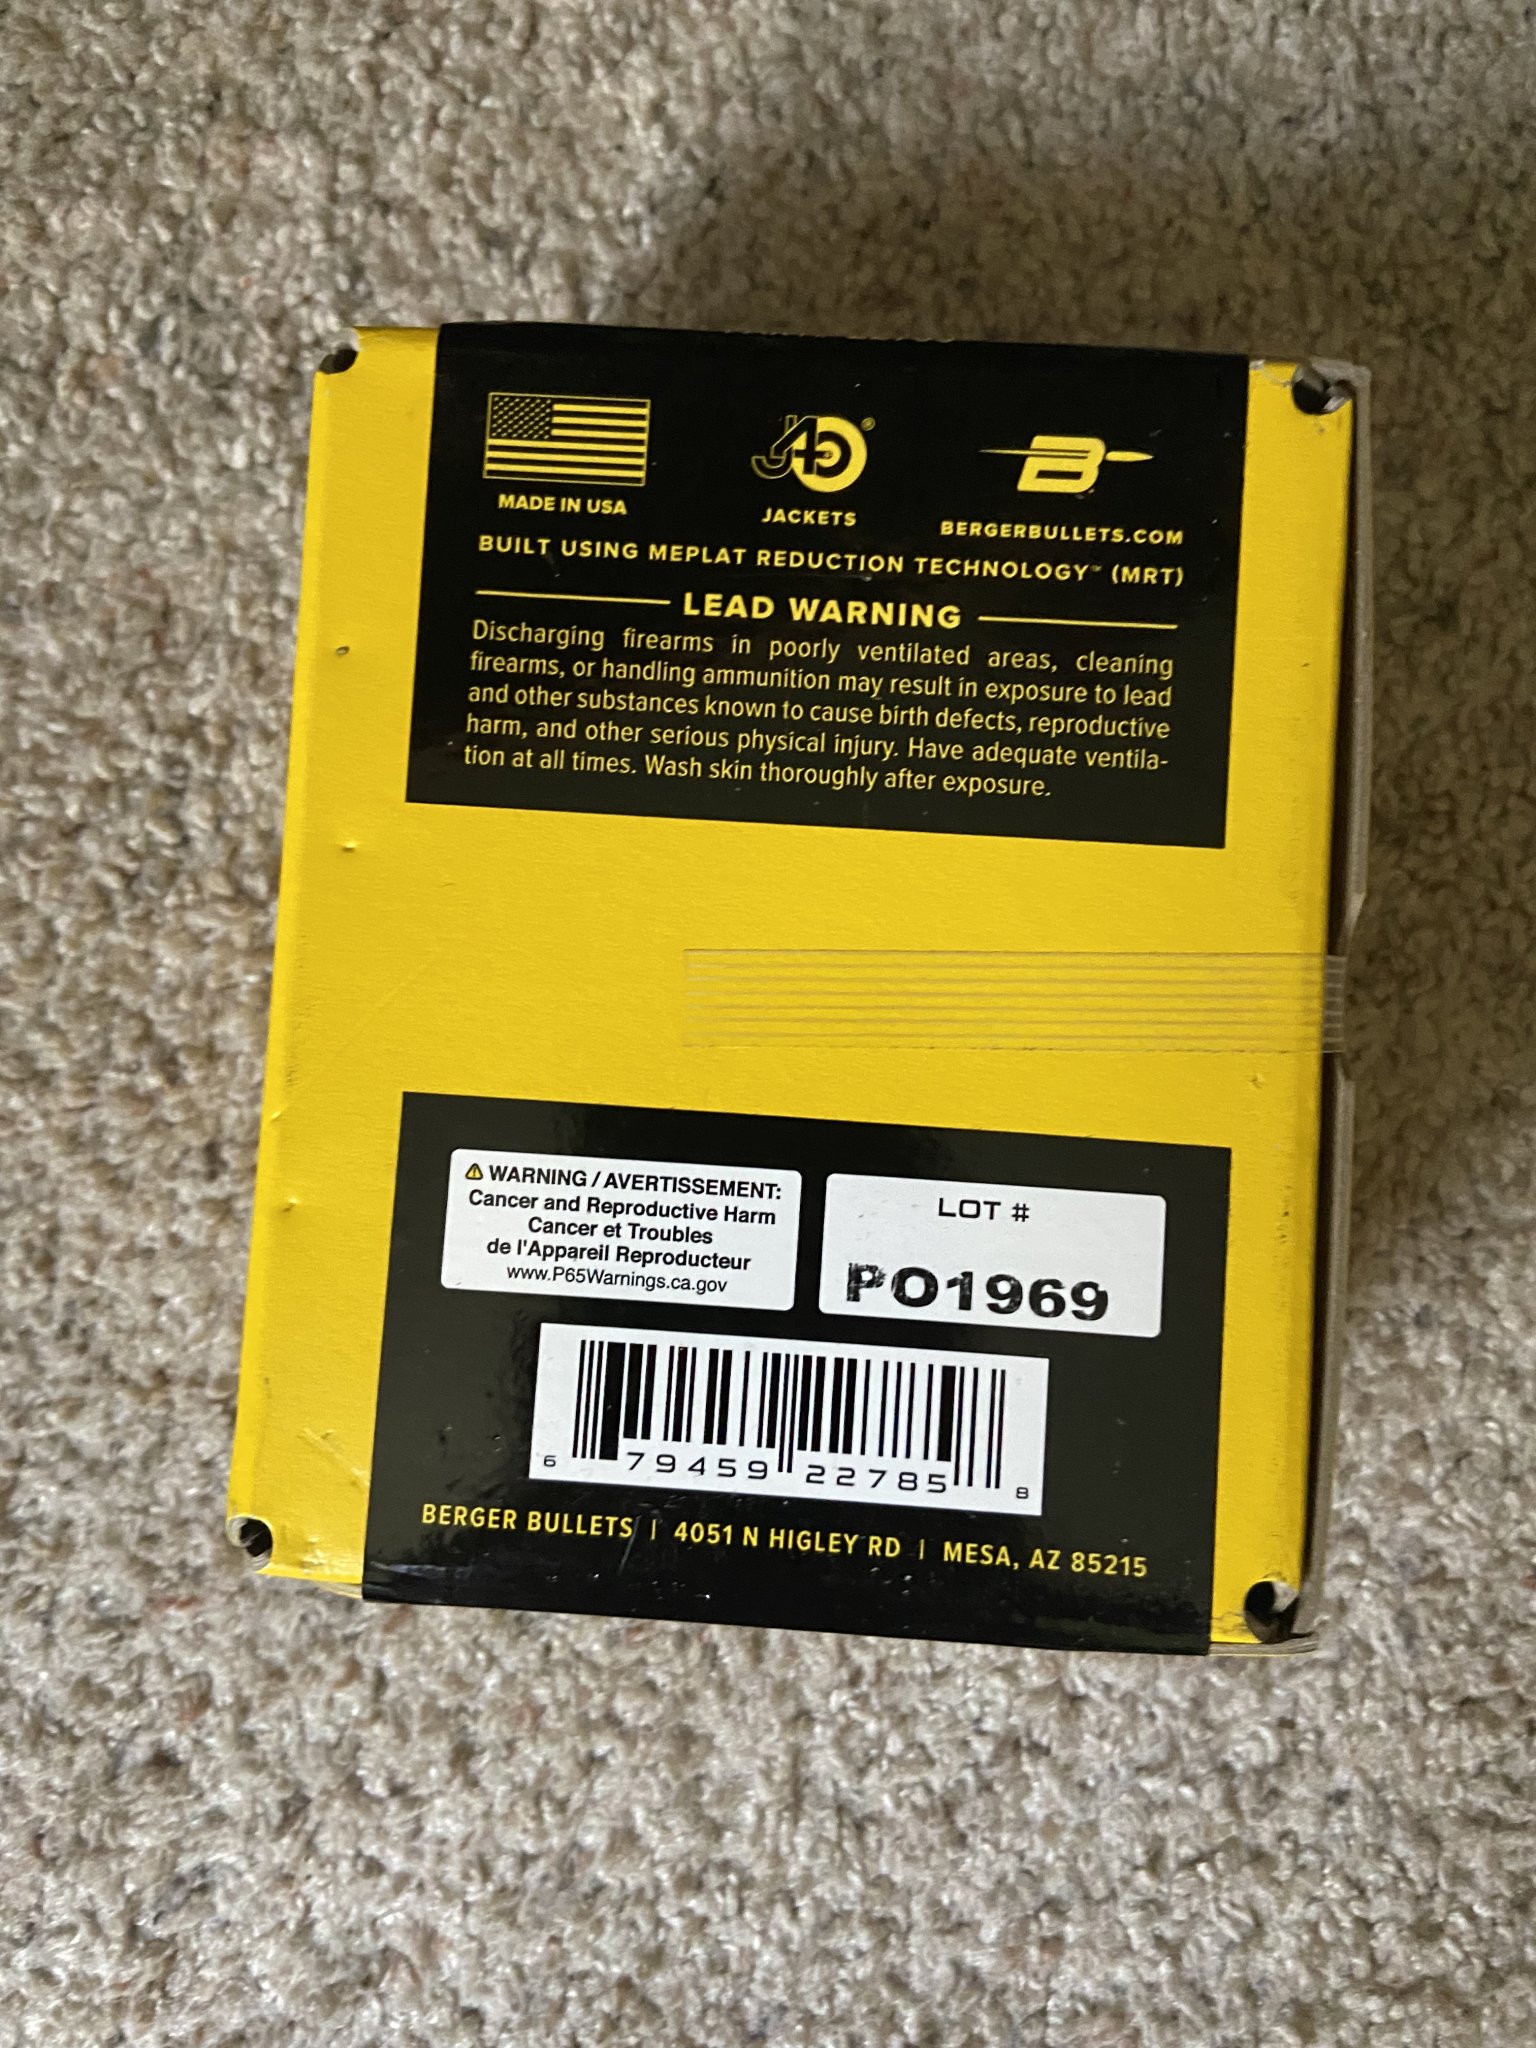 J40®
MADE IN USA
JACKETS
B
BERGERBULLETS.COM
BUILT USING MEPLAT REDUCTION TECHNOLOGY™ (MRT)
LEAD WARNING
Discharging firearms in poorly ventilated areas, cleaning
firearms, or handling ammunition may result in exposure to lead
and other substances known to cause birth defects, reproductive
harm, and other serious physical injury. Have adequate ventila-
tion at all times. Wash skin thoroughly after exposure.
WARNING / AVERTISSEMENT:
Cancer and Reproductive Harm
Cancer et Troubles
de l'Appareil Reproducteur
www.P65Warnings.ca.gov
LOT #
PO1969
6 79459 22785 8
BERGER BULLETS | 4051 N HIGLEY RD | MESA, AZ 85215